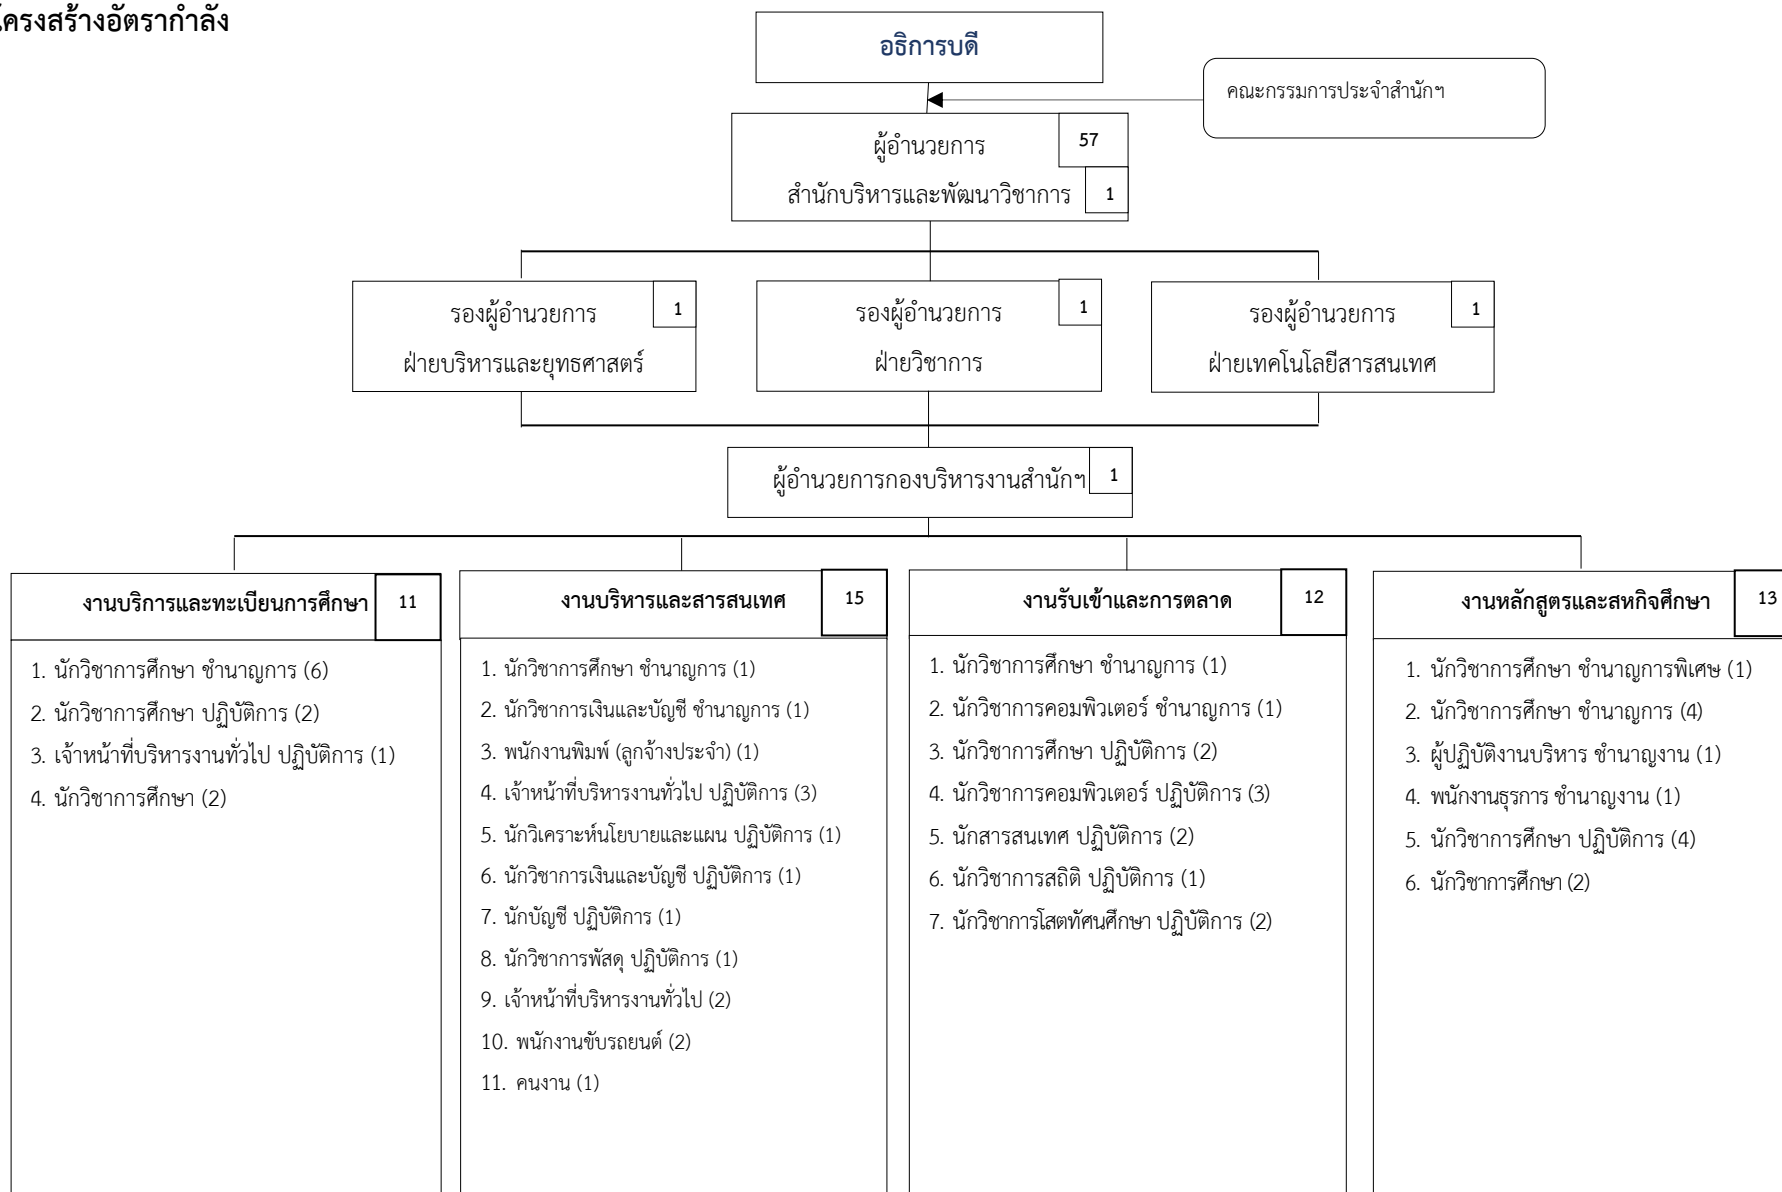 โครงสร้างอัตรากำลัง
อธิการบดี
คณะกรรมการประจำสำนักฯ
ผู้อำนวยการ
57
สำนักบริหารและพัฒนาวิชาการ
1
รองผู้อำนวยการ
1
ฝ่ายบริหารและยุทธศาสตร์
รองผู้อำนวยการ
1
ฝ่ายวิชาการ
รองผู้อำนวยการ
1
ฝ่ายเทคโนโลยีสารสนเทศ
ผู้อำนวยการกองบริหารงานสำนักฯ
1
งานบริการและทะเบียนการศึกษา
11
1. นักวิชาการศึกษา ชำนาญการ (6)
2. นักวิชาการศึกษา ปฏิบัติการ (2)
3. เจ้าหน้าที่บริหารงานทั่วไป ปฏิบัติการ (1)
4. นักวิชาการศึกษา (2)
งานบริหารและสารสนเทศ
15
1. นักวิชาการศึกษา ชำนาญการ (1)
2. นักวิชาการเงินและบัญชี ชำนาญการ (1)
3. พนักงานพิมพ์ (ลูกจ้างประจำ) (1)
4. เจ้าหน้าที่บริหารงานทั่วไป ปฏิบัติการ (3)
5. นักวิเคราะห์นโยบายและแผน ปฏิบัติการ (1)
6. นักวิชาการเงินและบัญชี ปฏิบัติการ (1)
7. นักบัญชี ปฏิบัติการ (1)
8. นักวิชาการพัสดุ ปฏิบัติการ (1)
9. เจ้าหน้าที่บริหารงานทั่วไป (2)
10. พนักงานขับรถยนต์ (2)
11. คนงาน (1)
งานรับเข้าและการตลาด
12
1. นักวิชาการศึกษา ชำนาญการ (1)
2. นักวิชาการคอมพิวเตอร์ ชำนาญการ (1)
3. นักวิชาการศึกษา ปฏิบัติการ (2)
4. นักวิชาการคอมพิวเตอร์ ปฏิบัติการ (3)
5. นักสารสนเทศ ปฏิบัติการ (2)
6. นักวิชาการสถิติ ปฏิบัติการ (1)
7. นักวิชาการโสตทัศนศึกษา ปฏิบัติการ (2)
งานหลักสูตรและสหกิจศึกษา
13
1. นักวิชาการศึกษา ชำนาญการพิเศษ (1)
2. นักวิชาการศึกษา ชำนาญการ (4)
3. ผู้ปฏิบัติงานบริหาร ชำนาญงาน (1)
4. พนักงานธุรการ ชำนาญงาน (1)
5. นักวิชาการศึกษา ปฏิบัติการ (4)
6. นักวิชาการศึกษา (2)